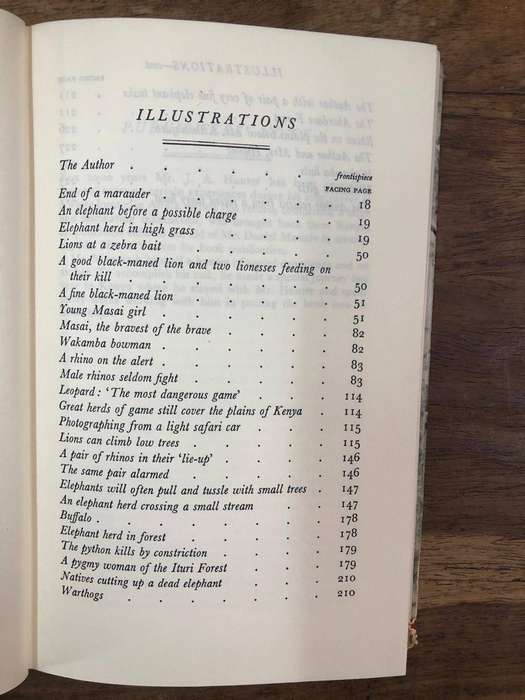 ILLUSTRATIONS
The Author . . . . . . . frontispiece
FACING PAGE
End of a marauder . . . . . . 18
An elephant before a possible charge . . . . 19
Elephant herd in high grass . . . . . 19
Lions at a zebra bait . . . . . . 50
A good black-maned lion and two lionesses feeding on
their kill . . . . . . . 50
A fine black-maned lion . . . . . 51
Young Masai girl . . . . . . 51
Masai, the bravest of the brave . . . . 82
Wakamba bowman . . . . . . 82
A rhino on the alert . . . . . . 83
Male rhinos seldom fight . . . . . 83
Leopard: 'The most dangerous game' . . . . 114
Great herds of game still cover the plains of Kenya . 114
Photographing from a light safari car . . . . 115
Lions can climb low trees . . . . . 115
A pair of rhinos in their 'lie-up' . . . . 146
The same pair alarmed . . . . . 146
Elephants will often pull and tussle with small trees . 147
An elephant herd crossing a small stream . . . 147
Buffalo . . . . . . . . 178
Elephant herd in forest . . . . . 178
The python kills by constriction . . . . 179
A pygmy woman of the Ituri Forest . . . . 179
Natives cutting up a dead elephant . . . . 210
Warthogs . . . . . . . 210